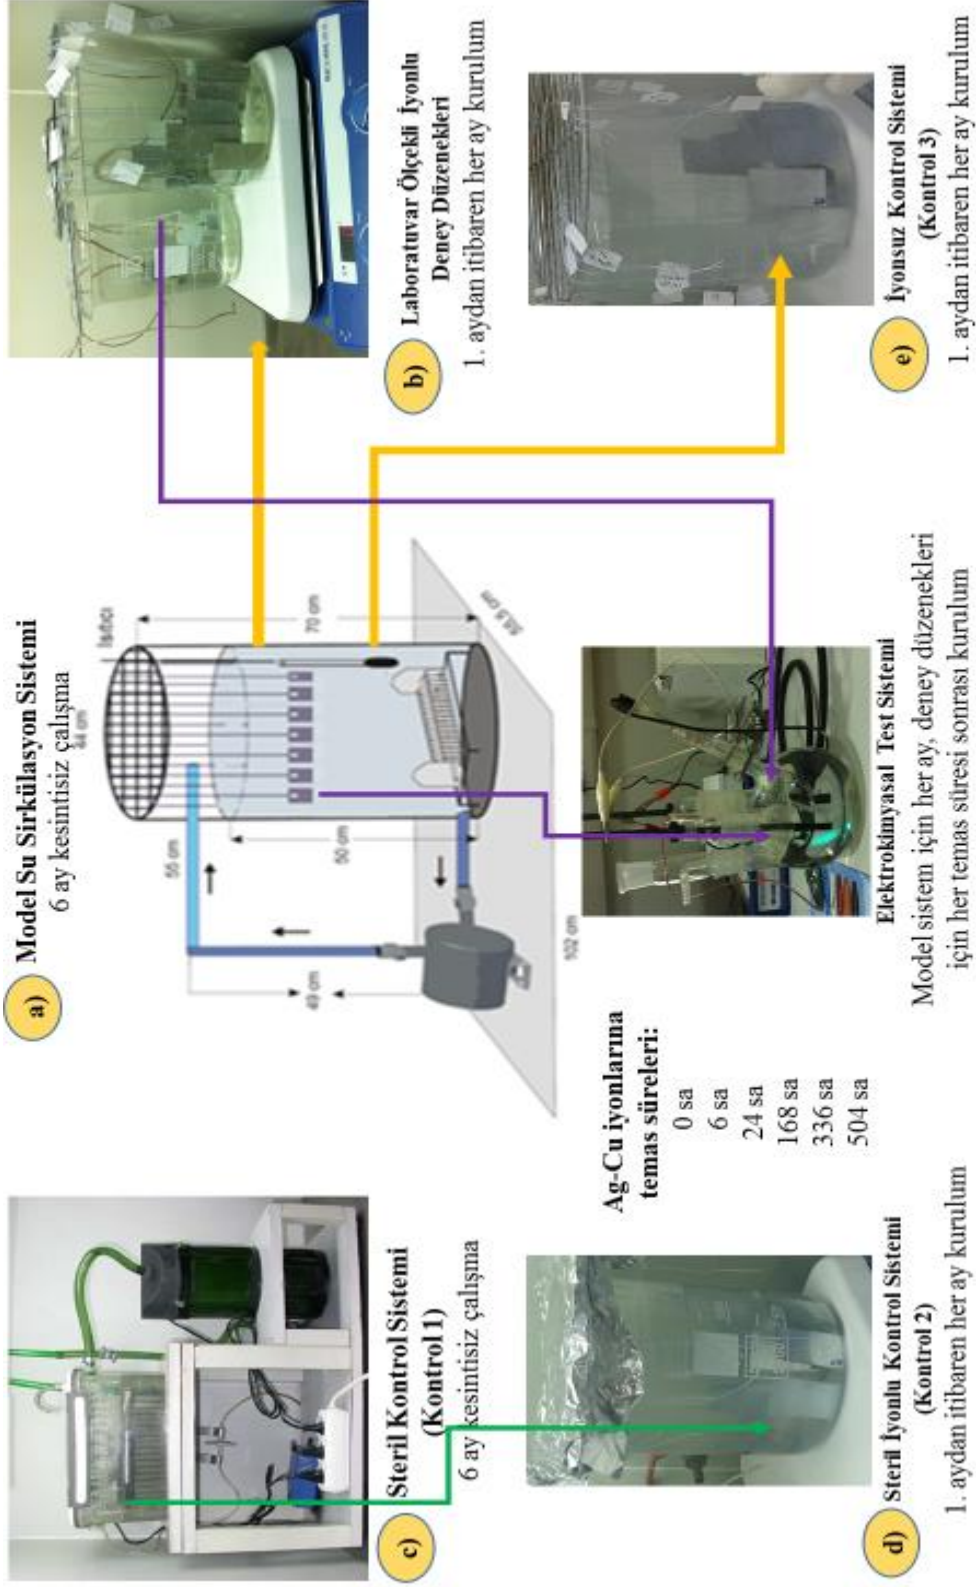 a) Model Su Sirkülasyon Sistemi
6 ay kesintisiz çalışma
44 cm
Isıtıcı
55 cm
70 cm
50 cm
49 cm
102 cm
b) Laboratuvar Ölçekli İyonlu
Deney Düzenekleri
1. aydan itibaren her ay kurulum
c) Steril Kontrol Sistemi
(Kontrol 1)
6 ay kesintisiz çalışma
Ag-Cu iyonlarına
temas süreleri:
0 sa
6 sa
24 sa
168 sa
336 sa
504 sa
Elektrokimyasal Test Sistemi
Model sistem için her ay, deney düzenekleri
için her temas süresi sonrası kurulum
d) Steril İyonlu Kontrol Sistemi
(Kontrol 2)
1. aydan itibaren her ay kurulum
e) İyonsuz Kontrol Sistemi
(Kontrol 3)
1. aydan itibaren her ay kurulum